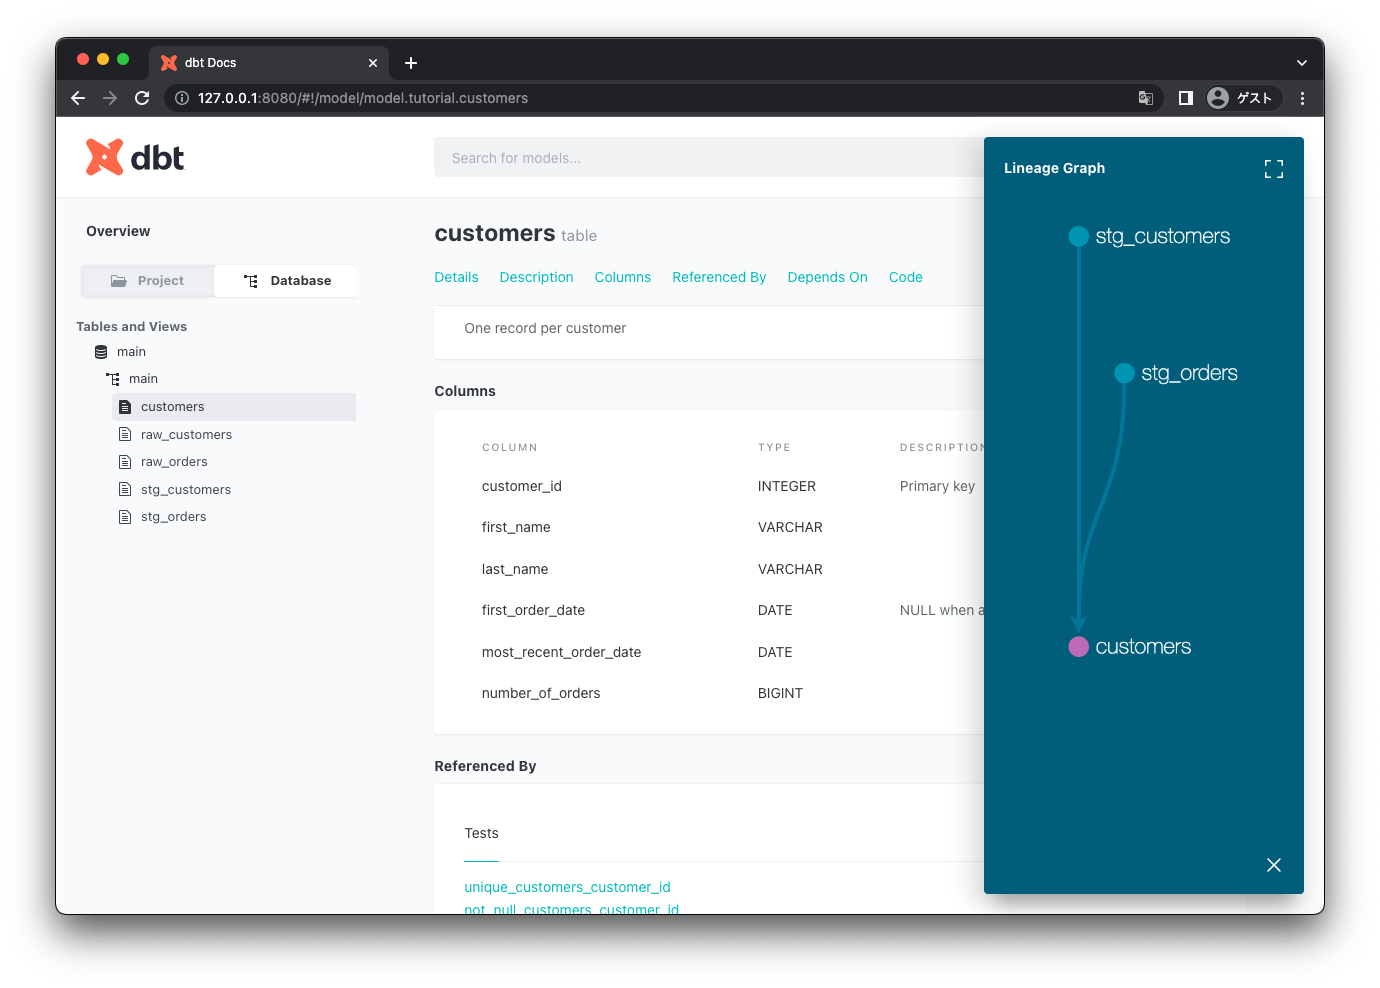 dbt Docs
127.0.0.1:8080/#!/model/model.tutorial.customers
ゲスト
dbt
Search for models...
Overview
Project
Database
Tables and Views
main
main
customers
raw_customers
raw_orders
stg_customers
stg_orders
customers table
Details Description Columns Referenced By Depends On Code
One record per customer
Columns
COLUMN TYPE DESCRIPTION
customer_id INTEGER Primary key
first_name VARCHAR
last_name VARCHAR
first_order_date DATE NULL when a
most_recent_order_date DATE
number_of_orders BIGINT
Referenced By
Tests
unique_customers_customer_id
not_null_customers_customer_id
Lineage Graph
stg_customers
stg_orders
customers